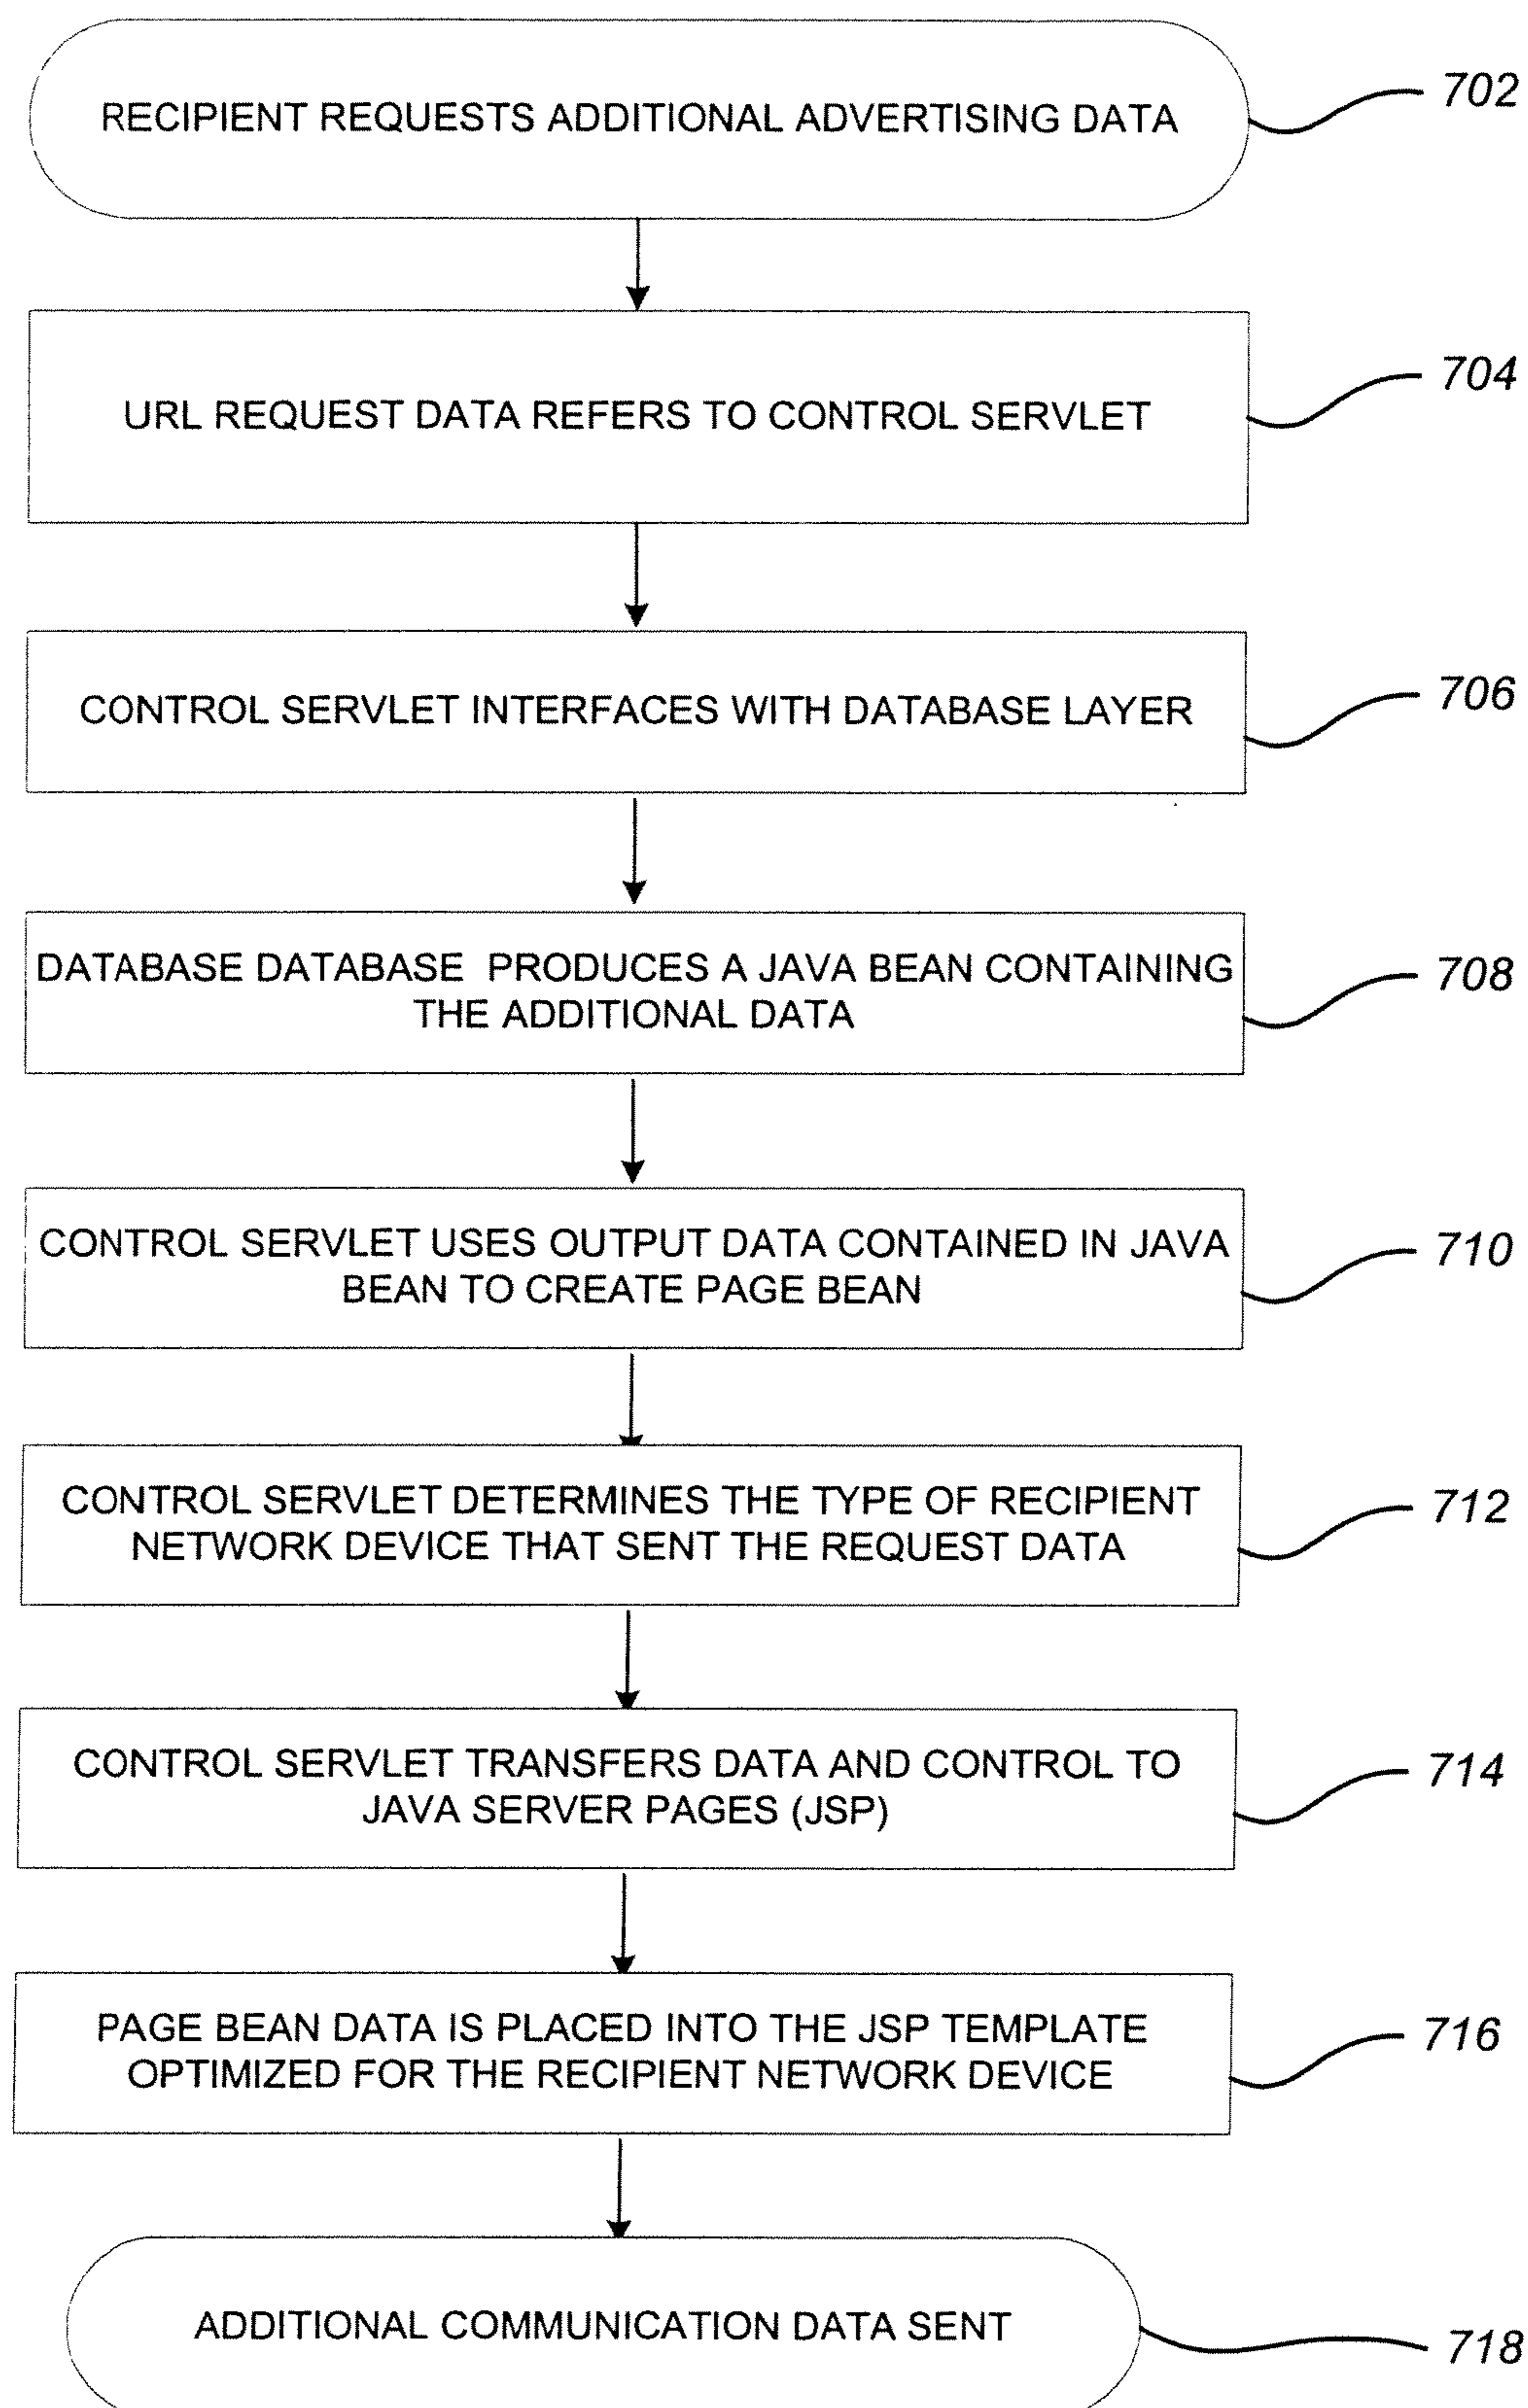 RECIPIENT REQUESTS ADDITIONAL ADVERTISING DATA
702
URL REQUEST DATA REFERS TO CONTROL SERVLET
704
CONTROL SERVLET INTERFACES WITH DATABASE LAYER
706
DATABASE DATABASE PRODUCES A JAVA BEAN CONTAINING
THE ADDITIONAL DATA
708
CONTROL SERVLET USES OUTPUT DATA CONTAINED IN JAVA
BEAN TO CREATE PAGE BEAN
710
CONTROL SERVLET DETERMINES THE TYPE OF RECIPIENT
NETWORK DEVICE THAT SENT THE REQUEST DATA
712
CONTROL SERVLET TRANSFERS DATA AND CONTROL TO
JAVA SERVER PAGES (JSP)
714
PAGE BEAN DATA IS PLACED INTO THE JSP TEMPLATE
OPTIMIZED FOR THE RECIPIENT NETWORK DEVICE
716
ADDITIONAL COMMUNICATION DATA SENT
718